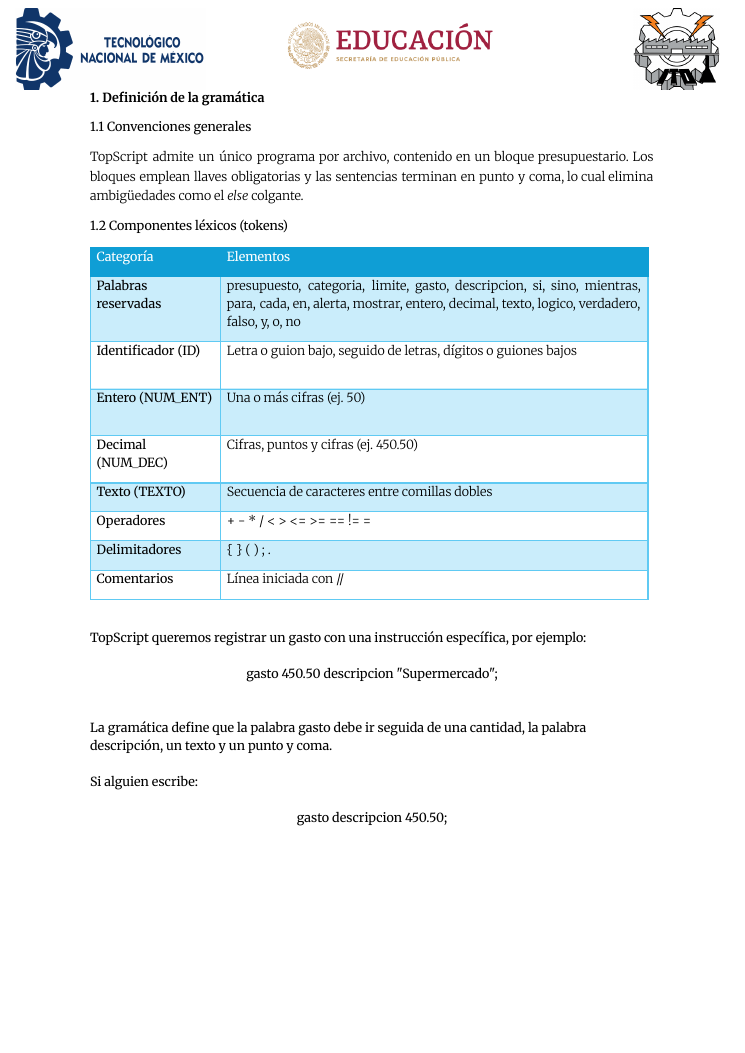 TECNOLÓGICO
NACIONAL DE MÉXICO
EDUCACIÓN
SECRETARÍA DE EDUCACIÓN PÚBLICA
ITO
1. Definición de la gramática
1.1 Convenciones generales
TopScript admite un único programa por archivo, contenido en un bloque presupuestario. Los
bloques emplean llaves obligatorias y las sentencias terminan en punto y coma, lo cual elimina
ambigüedades como el else colgante.
1.2 Componentes léxicos (tokens)
Categoría Elementos
Palabras reservadas presupuesto, categoria, limite, gasto, descripcion, si, sino, mientras,
para, cada, en, alerta, mostrar, entero, decimal, texto, logico, verdadero,
falso, y, o, no
Identificador (ID) Letra o guion bajo, seguido de letras, dígitos o guiones bajos
Entero (NUM_ENT) Una o más cifras (ej. 50)
Decimal
(NUM_DEC) Cifras, puntos y cifras (ej. 450.50)
Texto (TEXTO) Secuencia de caracteres entre comillas dobles
Operadores + - * / < > <= >= == != =
Delimitadores { } ( ) ; .
Comentarios Línea iniciada con //
TopScript queremos registrar un gasto con una instrucción específica, por ejemplo:
gasto 450.50 descripcion "Supermercado";
La gramática define que la palabra gasto debe ir seguida de una cantidad, la palabra
descripción, un texto y un punto y coma.
Si alguien escribe:
gasto descripcion 450.50;